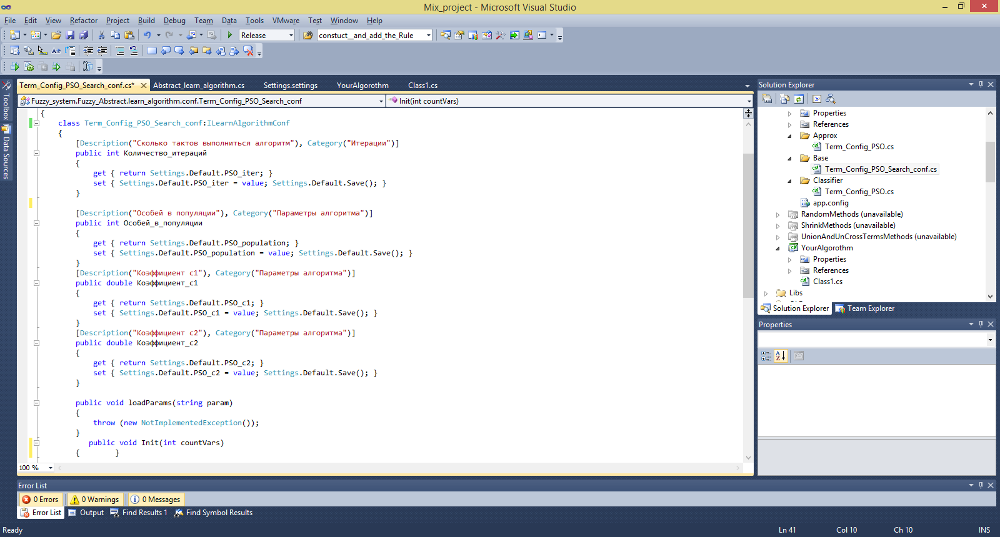 Mix_project - Microsoft Visual Studio
File Edit View Refactor Project Build Debug Team Data Tools VMware Test Window Help
Release
constuct__and_add_the_Rule
Toolbox
Data Sources
Term_Config_PSO_Search_conf.cs* Abstract_learn_algorithm.cs Settings.settings YourAlgorothm Class1.cs
Fuzzy_system.Fuzzy_Abstract.learn_algorithm.conf.Term_Config_PSO_Search_conf
Init(int countVars)
{
class Term_Config_PSO_Search_conf:ILearnAlgorithmConf
{
[Description("Сколько тактов выполниться алгоритм"), Category("Итерации")]
public int Количество_итераций
{
get { return Settings.Default.PSO_iter; }
set { Settings.Default.PSO_iter = value; Settings.Default.Save(); }
}
[Description("Особей в популяции"), Category("Параметры алгоритма")]
public int Особей_в_популяции
{
get { return Settings.Default.PSO_population; }
set { Settings.Default.PSO_population = value; Settings.Default.Save(); }
}
[Description("Коэффициент c1"), Category("Параметры алгоритма")]
public double Коэффициент_c1
{
get { return Settings.Default.PSO_c1; }
set { Settings.Default.PSO_c1 = value; Settings.Default.Save(); }
}
[Description("Коэффициент c2"), Category("Параметры алгоритма")]
public double Коэффициент_c2
{
get { return Settings.Default.PSO_c2; }
set { Settings.Default.PSO_c2 = value; Settings.Default.Save(); }
}
public void loadParams(string param)
{
throw (new NotImplementedException());
}
public void Init(int countVars)
{ }
100 %
Solution Explorer
Properties
References
Approx
Term_Config_PSO.cs
Base
Term_Config_PSO_Search_conf.cs
Classifier
Term_Config_PSO.cs
app.config
RandomMethods (unavailable)
ShrinkMethods (unavailable)
UnionAndUnCrossTermsMethods (unavailable)
YourAlgorothm
Properties
References
Class1.cs
Libs
Solution Explorer Team Explorer
Properties
Error List
0 Errors 0 Warnings 0 Messages
Error List Output Find Results 1 Find Symbol Results
Ready Ln 41 Col 10 Ch 10 INS